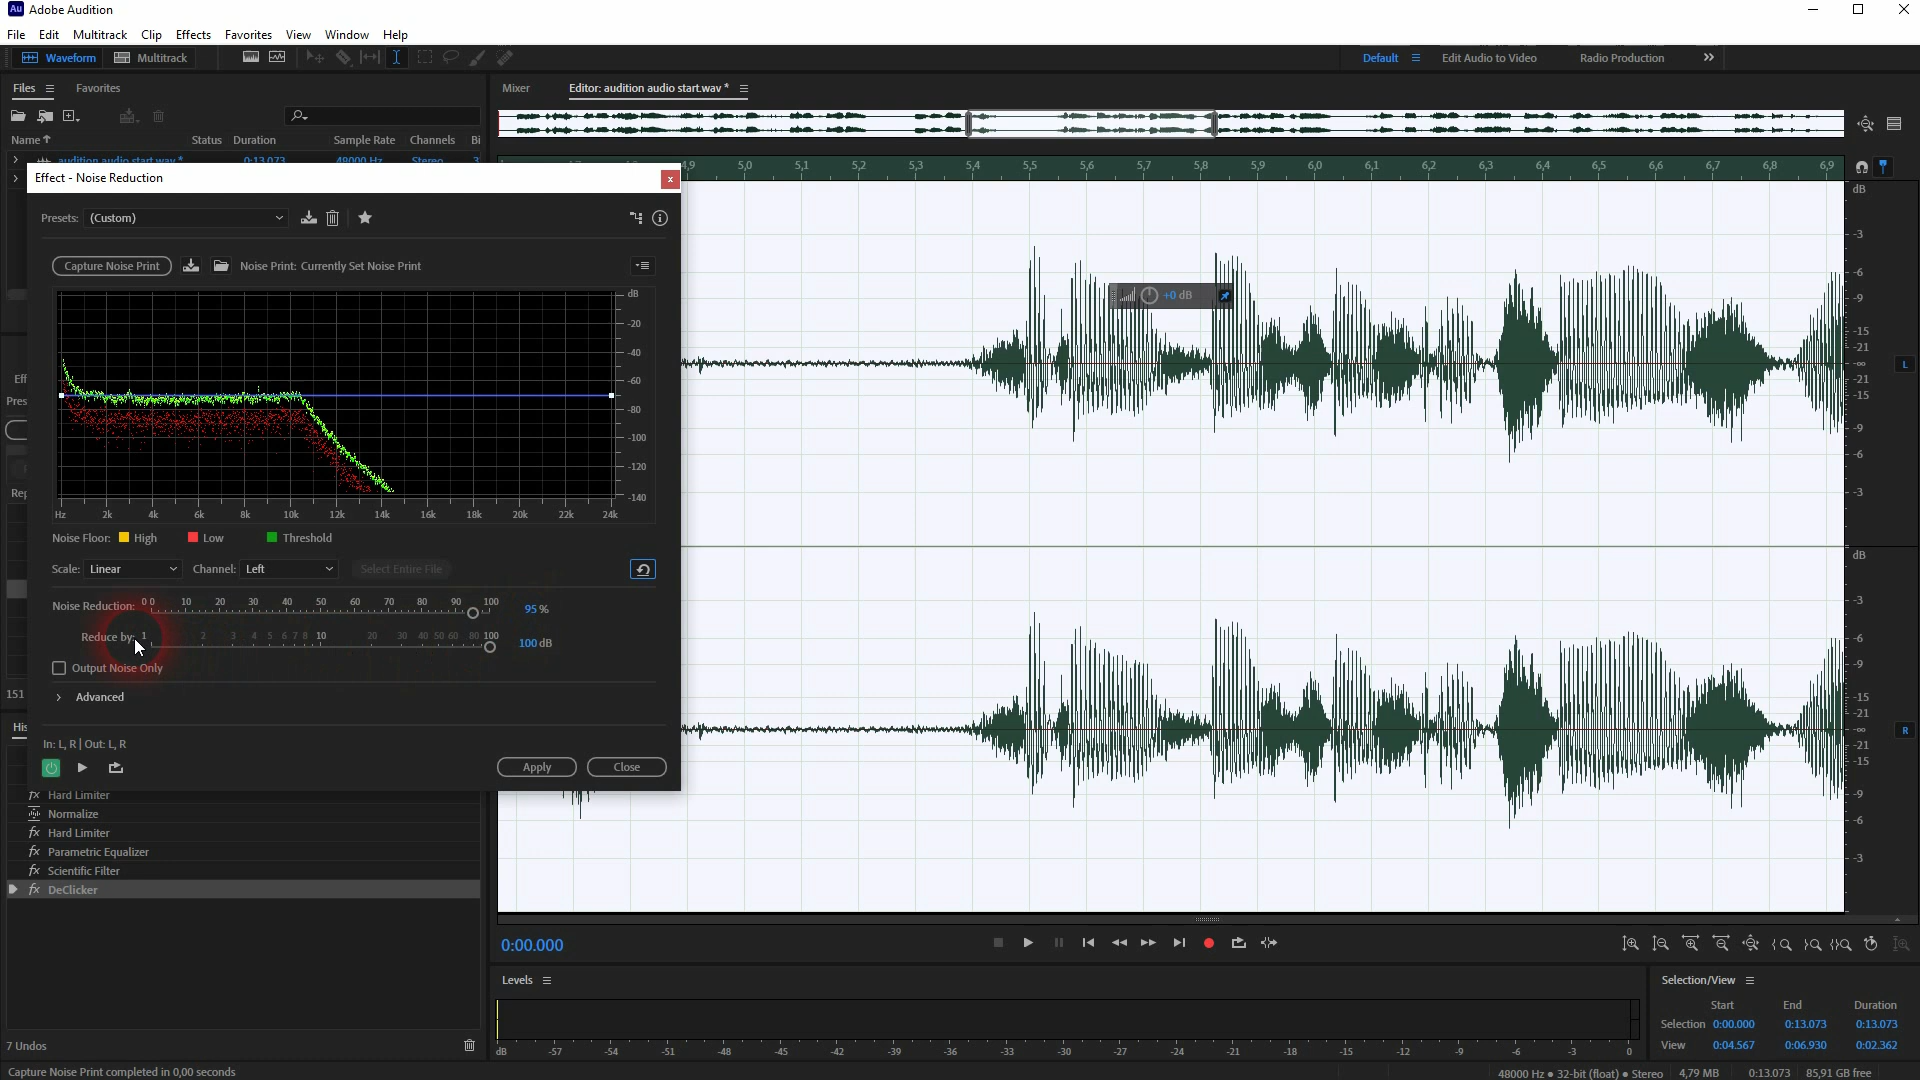 Adobe Audition
File Edit Multitrack Clip Effects Favorites View Window Help
Waveform Multitrack Default Edit Audio to Video Radio Production
Files Favorites
Mixer Editor: audition audio start.wav *
Name Status Duration Sample Rate Channels Bi
audition audio start.wav * 0:13.073 48000 Hz Stereo 3
4,9 5,0 5,1 5,2 5,3 5,4 5,5 5,6 5,7 5,8 5,9 6,0 6,1 6,2 6,3 6,4 6,5 6,6 6,7 6,8 6,9
Effect - Noise Reduction
Presets: (Custom)
Capture Noise Print Noise Print: Currently Set Noise Print
dB
-20
-40
-60
-80
-100
-120
-140
Hz 2k 4k 6k 8k 10k 12k 14k 16k 18k 20k 22k 24k
Noise Floor: High Low Threshold
Scale: Linear Channel: Left Select Entire File
Noise Reduction: 0 0 10 20 30 40 50 60 70 80 90 100 95 %
Reduce by: 1 2 3 4 5 6 7 8 10 20 30 40 50 60 80 100 100 dB
Output Noise Only
Advanced
In: L, R | Out: L, R
Apply Close
Eff
Pres
Rep
151
His
+0 dB
dB
-3
-6
-9
-15
-21
-∞
-21
-15
-9
-6
-3
L
dB
-3
-6
-9
-15
-21
-∞
-21
-15
-9
-6
-3
R
Hard Limiter
Normalize
Hard Limiter
Parametric Equalizer
Scientific Filter
DeClicker
7 Undos
0:00.000
Levels
dB -57 -54 -51 -48 -45 -42 -39 -36 -33 -30 -27 -24 -21 -18 -15 -12 -9 -6 -3 0
Selection/View
Start End Duration
Selection 0:00.000 0:13.073 0:13.073
View 0:04.567 0:06.930 0:02.362
Capture Noise Print completed in 0,00 seconds
48000 Hz • 32-bit (float) • Stereo 4,79 MB 0:13.073 85,91 GB free